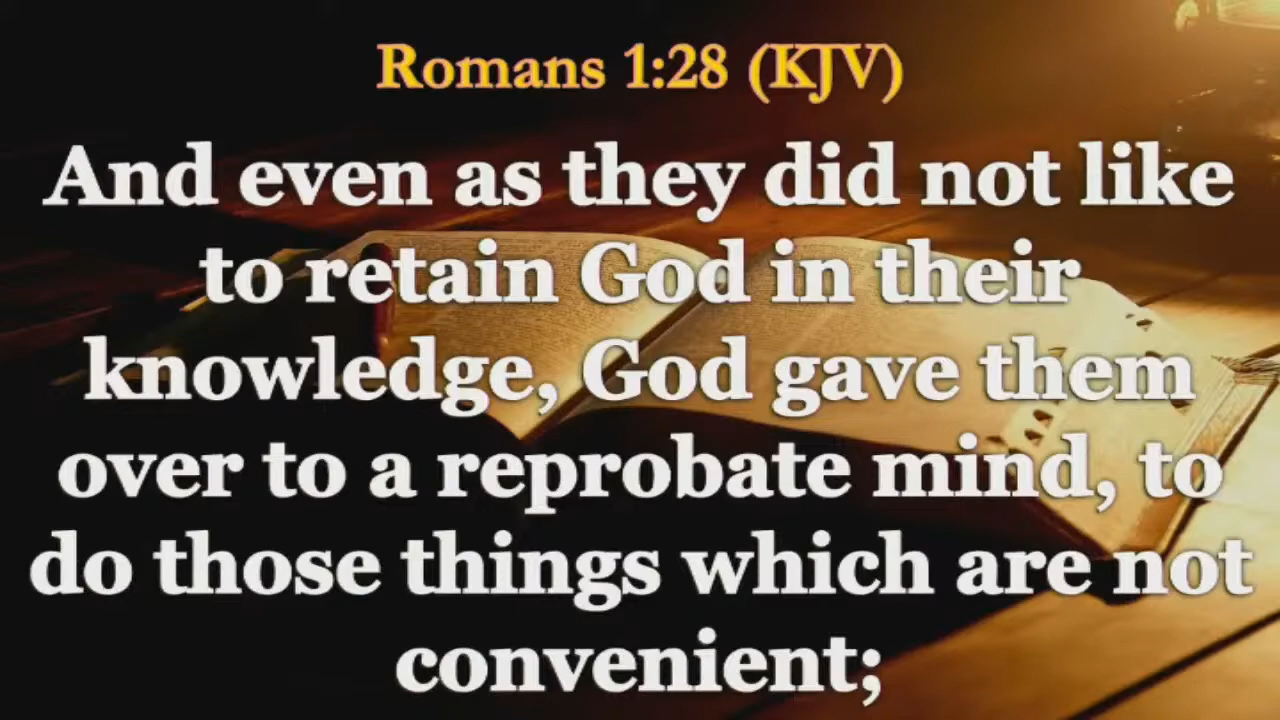 Romans 1:28 (KJV)
And even as they did not like
to retain God in their
knowledge, God gave them
over to a reprobate mind, to
do those things which are not
convenient;